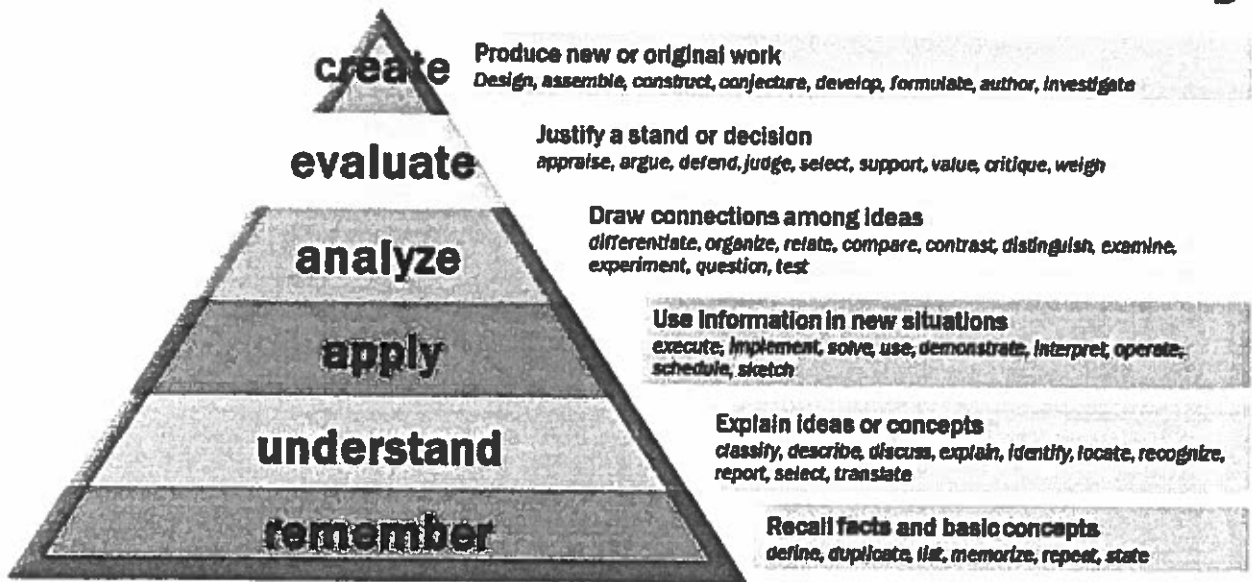 create
Produce new or original work
Design, assemble, construct, conjecture, develop, formulate, author, investigate
evaluate
Justify a stand or decision
appraise, argue, defend, judge, select, support, value, critique, weigh
analyze
Draw connections among ideas
differentiate, organize, relate, compare, contrast, distinguish, examine,
experiment, question, test
apply
Use information in new situations
execute, implement, solve, use, demonstrate, interpret, operate,
schedule, sketch
understand
Explain ideas or concepts
classify, describe, discuss, explain, identify, locate, recognize,
report, select, translate
remember
Recall facts and basic concepts
define, duplicate, list, memorize, repeat, state